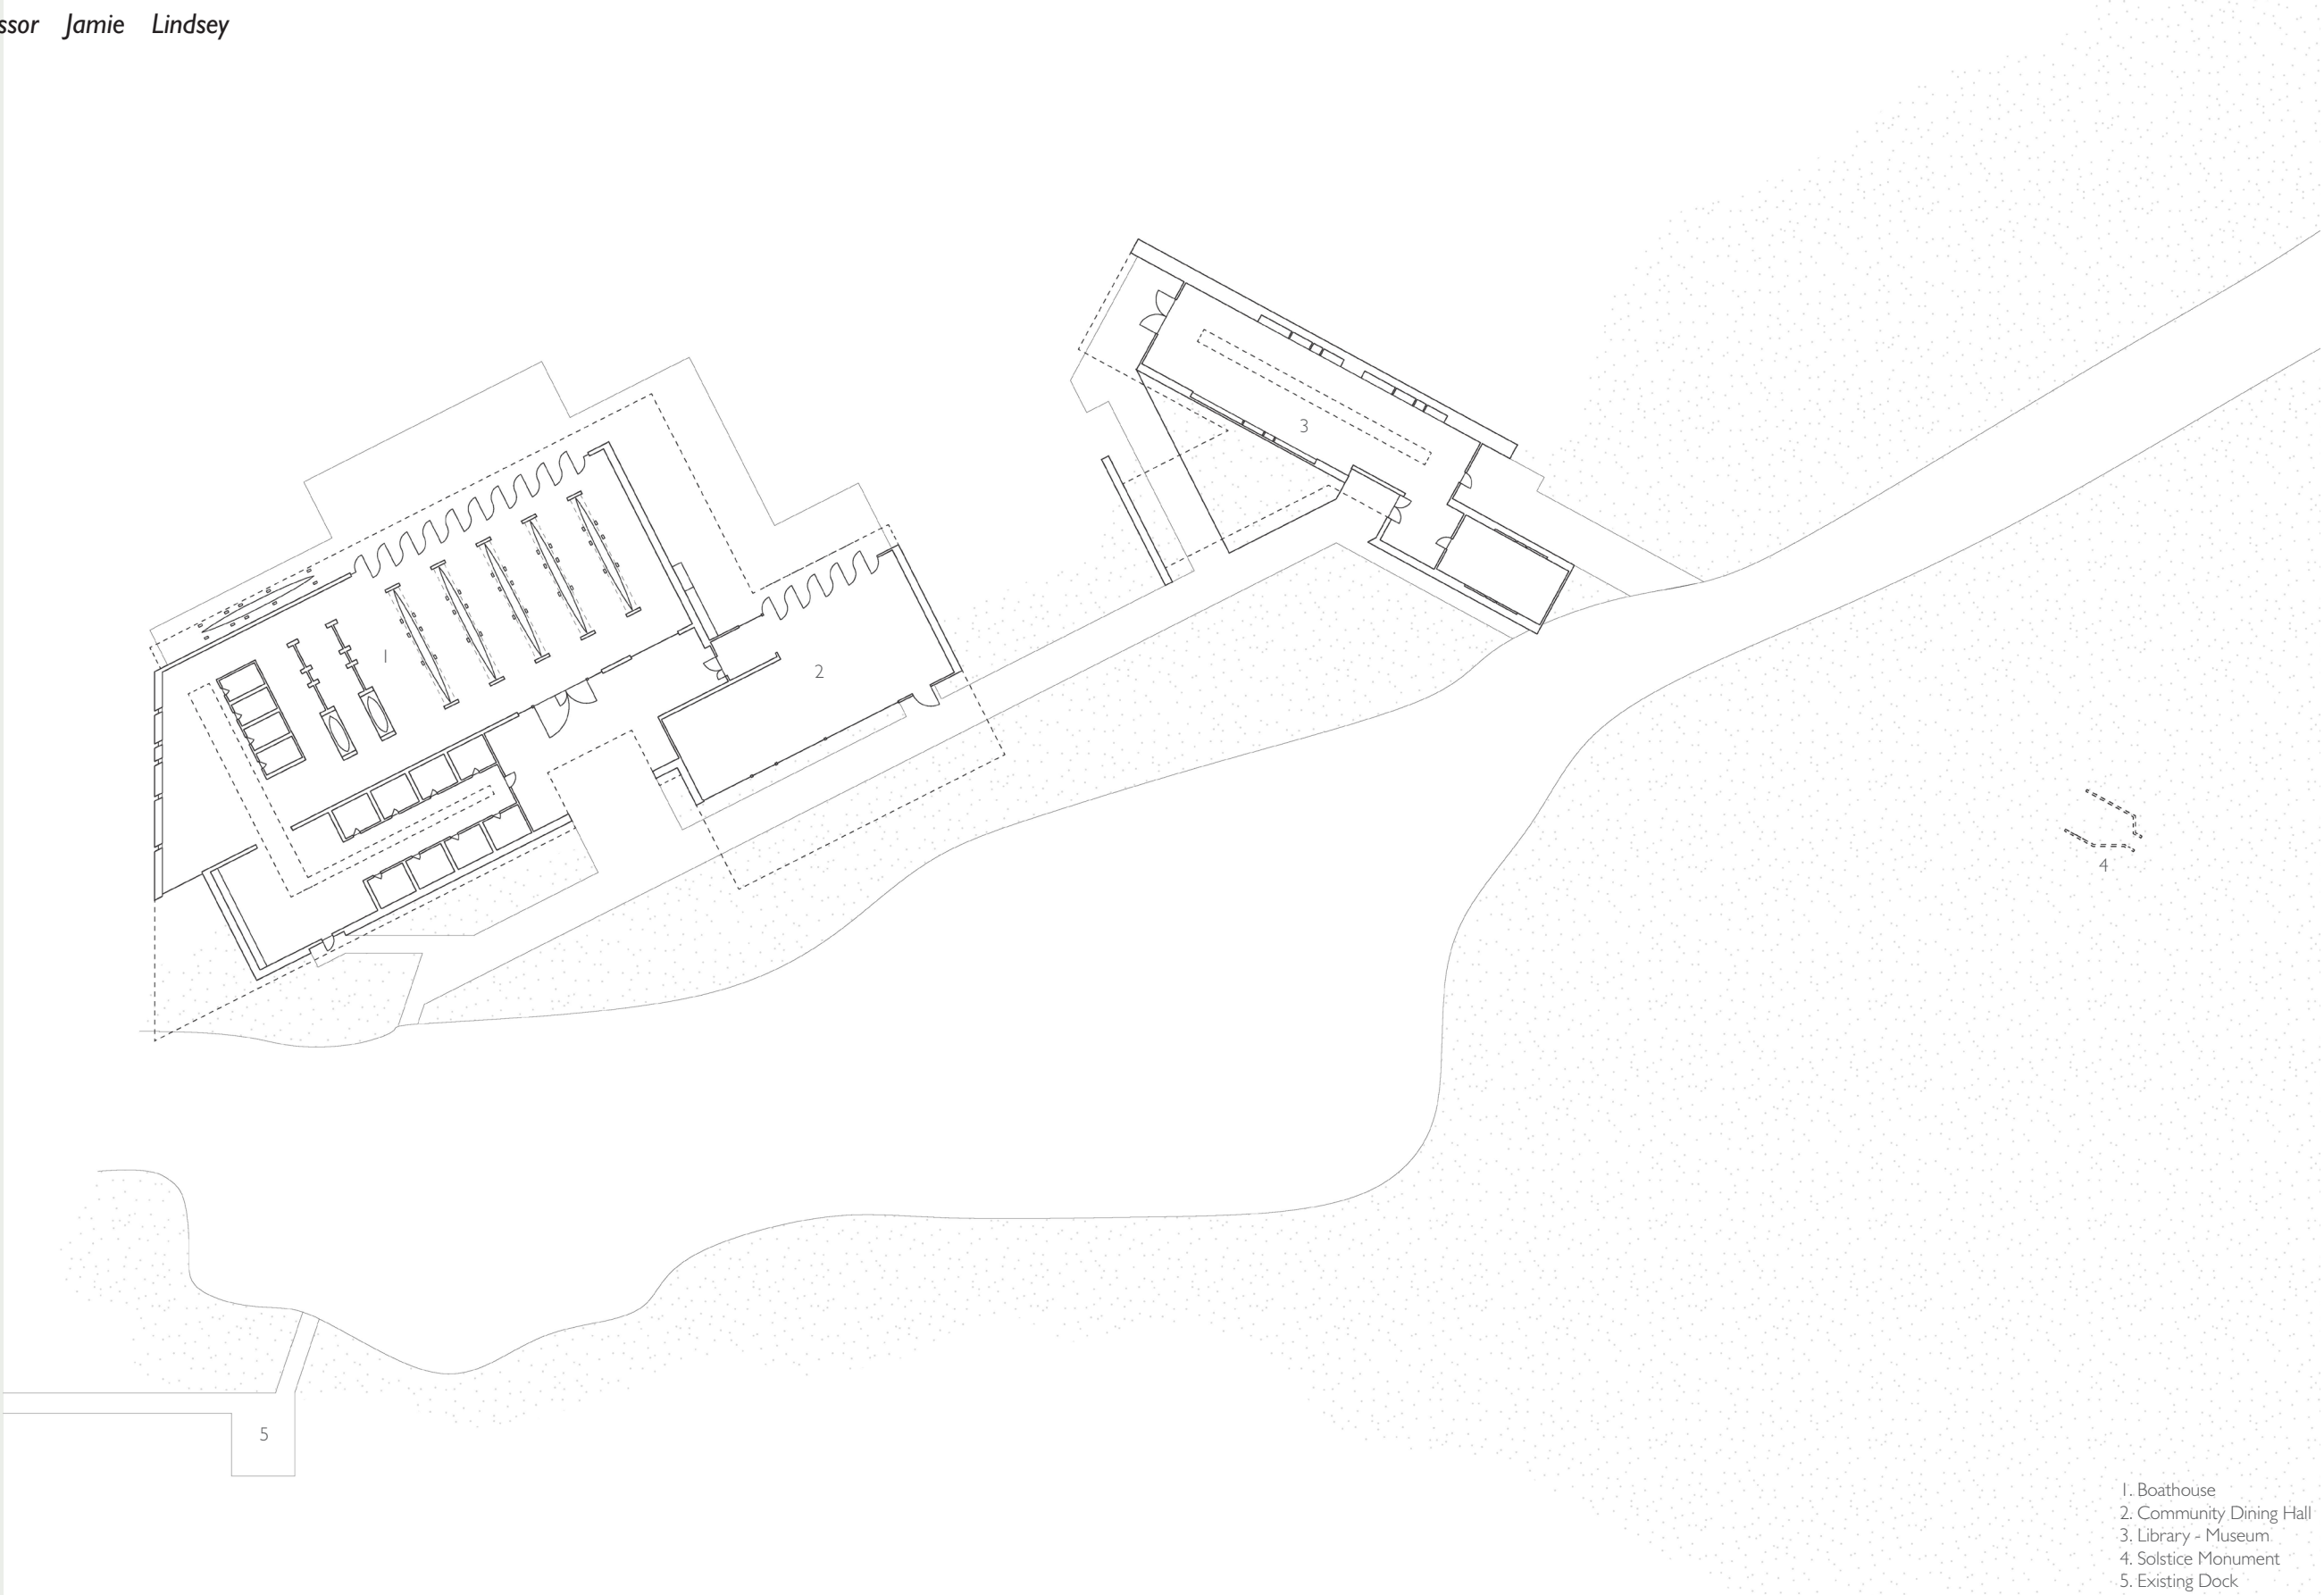 ssor Jamie Lindsey
3
1
2
4
5
1. Boathouse
2. Community Dining Hall
3. Library - Museum
4. Solstice Monument
5. Existing Dock